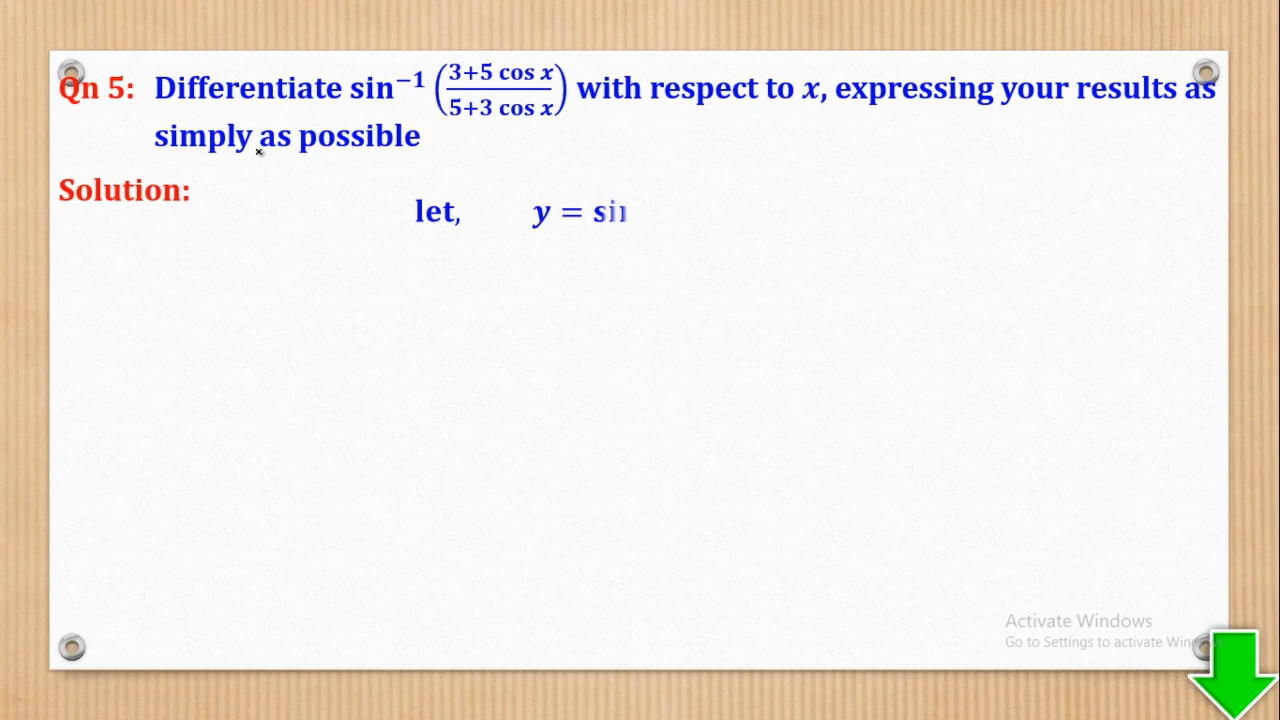 Qn 5: Differentiate sin⁻¹ ((3+5 cos x)/(5+3 cos x)) with respect to x, expressing your results as
simply as possible
Solution:
let, y =
Activate Windows
Go to Settings to activate Windows